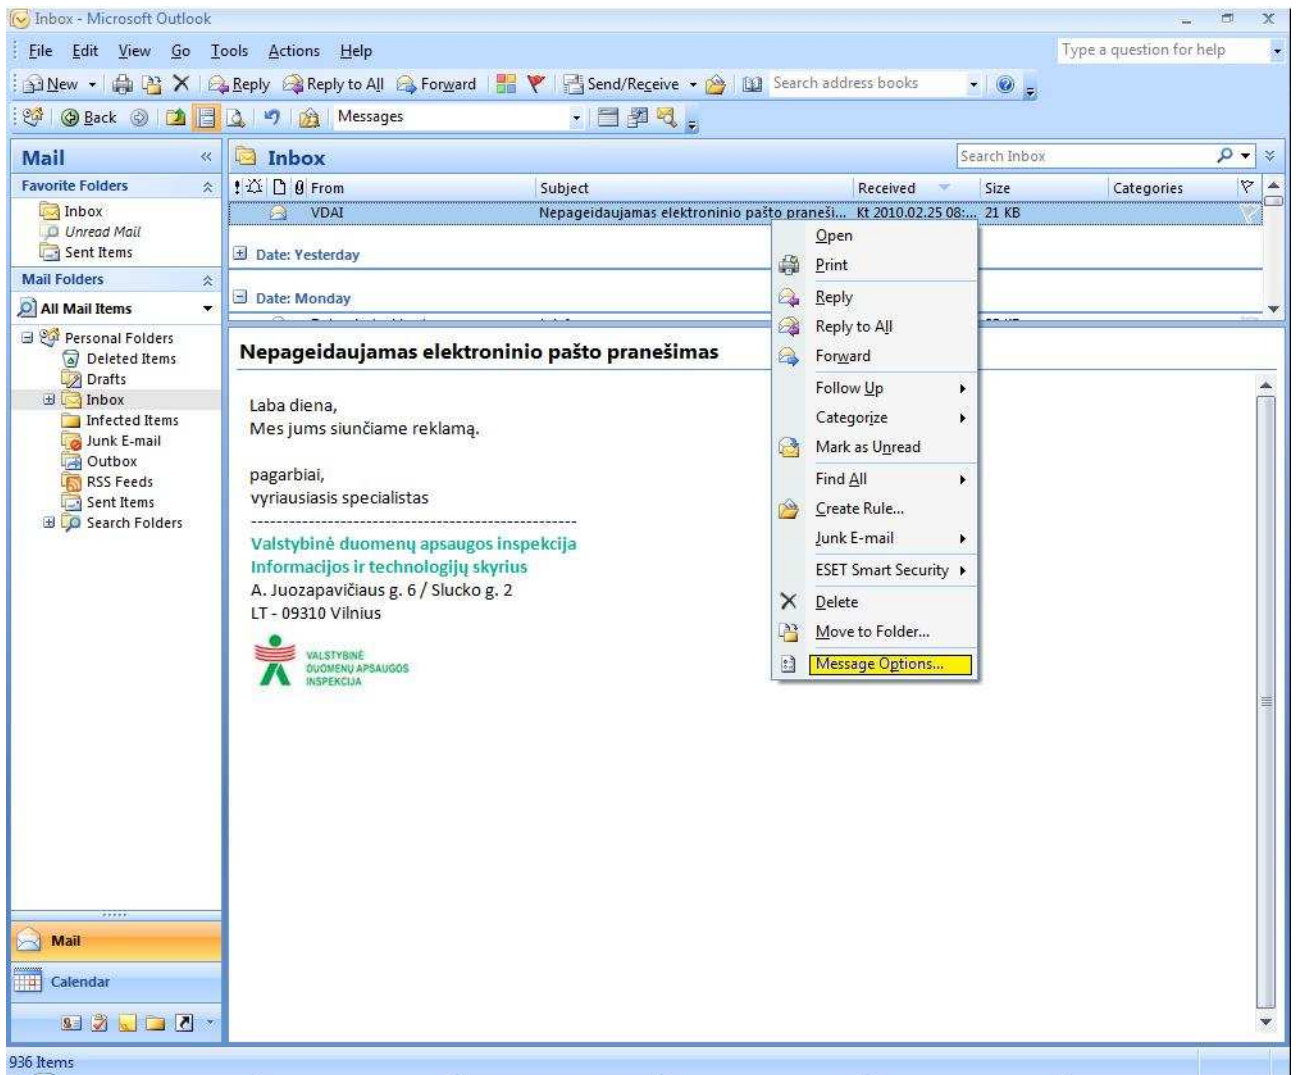 Inbox - Microsoft Outlook
File Edit View Go Tools Actions Help
Type a question for help
New Reply Reply to All Forward Send/Receive Search address books
Back Messages
Mail
Favorite Folders
Inbox
Unread Mail
Sent Items
Mail Folders
All Mail Items
Personal Folders
Deleted Items
Drafts
Inbox
Infected Items
Junk E-mail
Outbox
RSS Feeds
Sent Items
Search Folders
Mail
Calendar
Inbox
Search Inbox
From Subject Received Size Categories
VDAI Nepageidaujamas elektroninio pašto praneši... Kt 2010.02.25 08:... 21 KB
Date: Yesterday
Date: Monday
Nepageidaujamas elektroninio pašto pranešimas
Laba diena,
Mes jums siunčiame reklamą.
pagarbiai,
vyriausiasis specialistas
----------------------------------------------------
Valstybinė duomenų apsaugos inspekcija
Informacijos ir technologijų skyrius
A. Juozapavičiaus g. 6 / Slucko g. 2
LT - 09310 Vilnius
VALSTYBINĖ
DUOMENŲ APSAUGOS
INSPEKCIJA
Open
Print
Reply
Reply to All
Forward
Follow Up
Categorize
Mark as Unread
Find All
Create Rule...
Junk E-mail
ESET Smart Security
Delete
Move to Folder...
Message Options...
936 Items